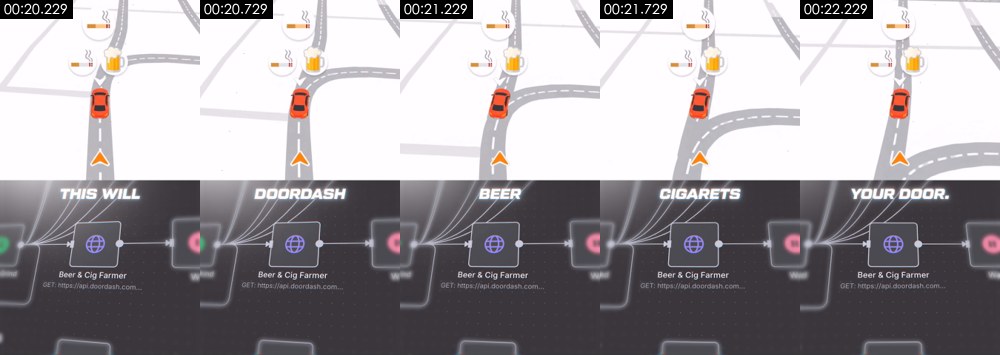 00:20.229
00:20.729
00:21.229
00:21.729
00:22.229
THIS WILL
DOORDASH
BEER
CIGARETS
YOUR DOOR.
Beer & Cig Farmer
GET: https://api.doordash.com...
Beer & Cig Farmer
GET: https://api.doordash.com...
Beer & Cig Farmer
GET: https://api.doordash.com...
Beer & Cig Farmer
GET: https://api.doordash.com...
Beer & Cig Farmer
GET: https://api.doordash.com...